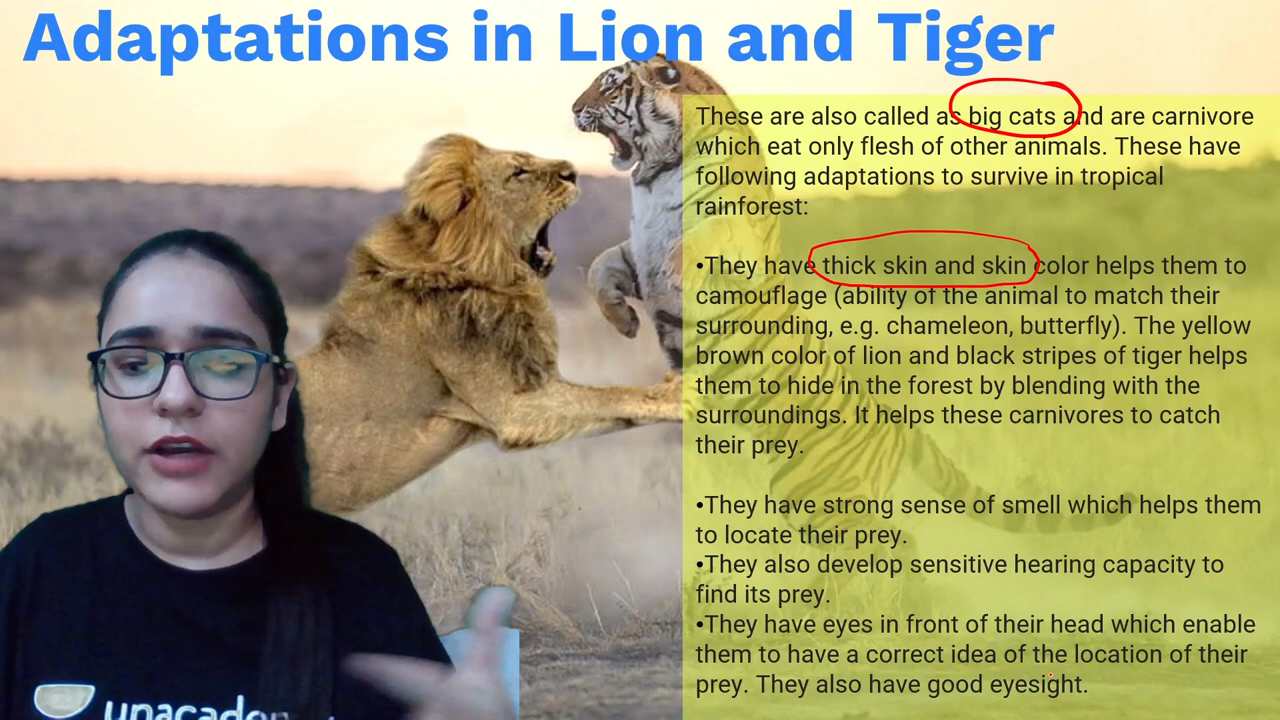 Adaptations in Lion and Tiger
These are also called as big cats and are carnivore
which eat only flesh of other animals. These have
following adaptations to survive in tropical
rainforest:
•They have thick skin and skin color helps them to
camouflage (ability of the animal to match their
surrounding, e.g. chameleon, butterfly). The yellow
brown color of lion and black stripes of tiger helps
them to hide in the forest by blending with the
surroundings. It helps these carnivores to catch
their prey.
•They have strong sense of smell which helps them
to locate their prey.
•They also develop sensitive hearing capacity to
find its prey.
•They have eyes in front of their head which enable
them to have a correct idea of the location of their
prey. They also have good eyesight.